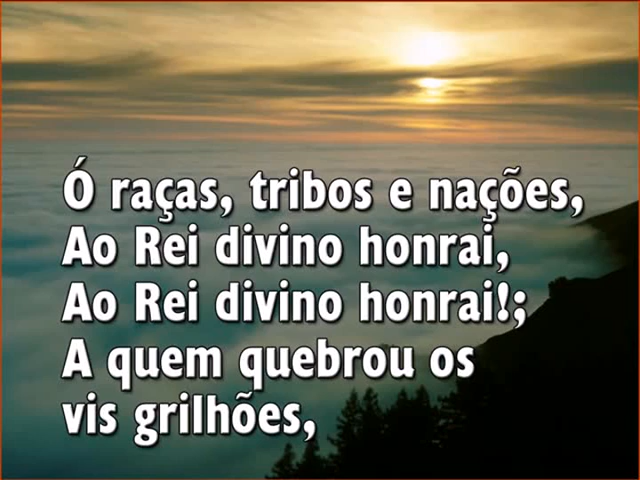 Ó raças, tribos e nações,
Ao Rei divino honrai,
Ao Rei divino honrai!;
A quem quebrou os
vis grilhões,